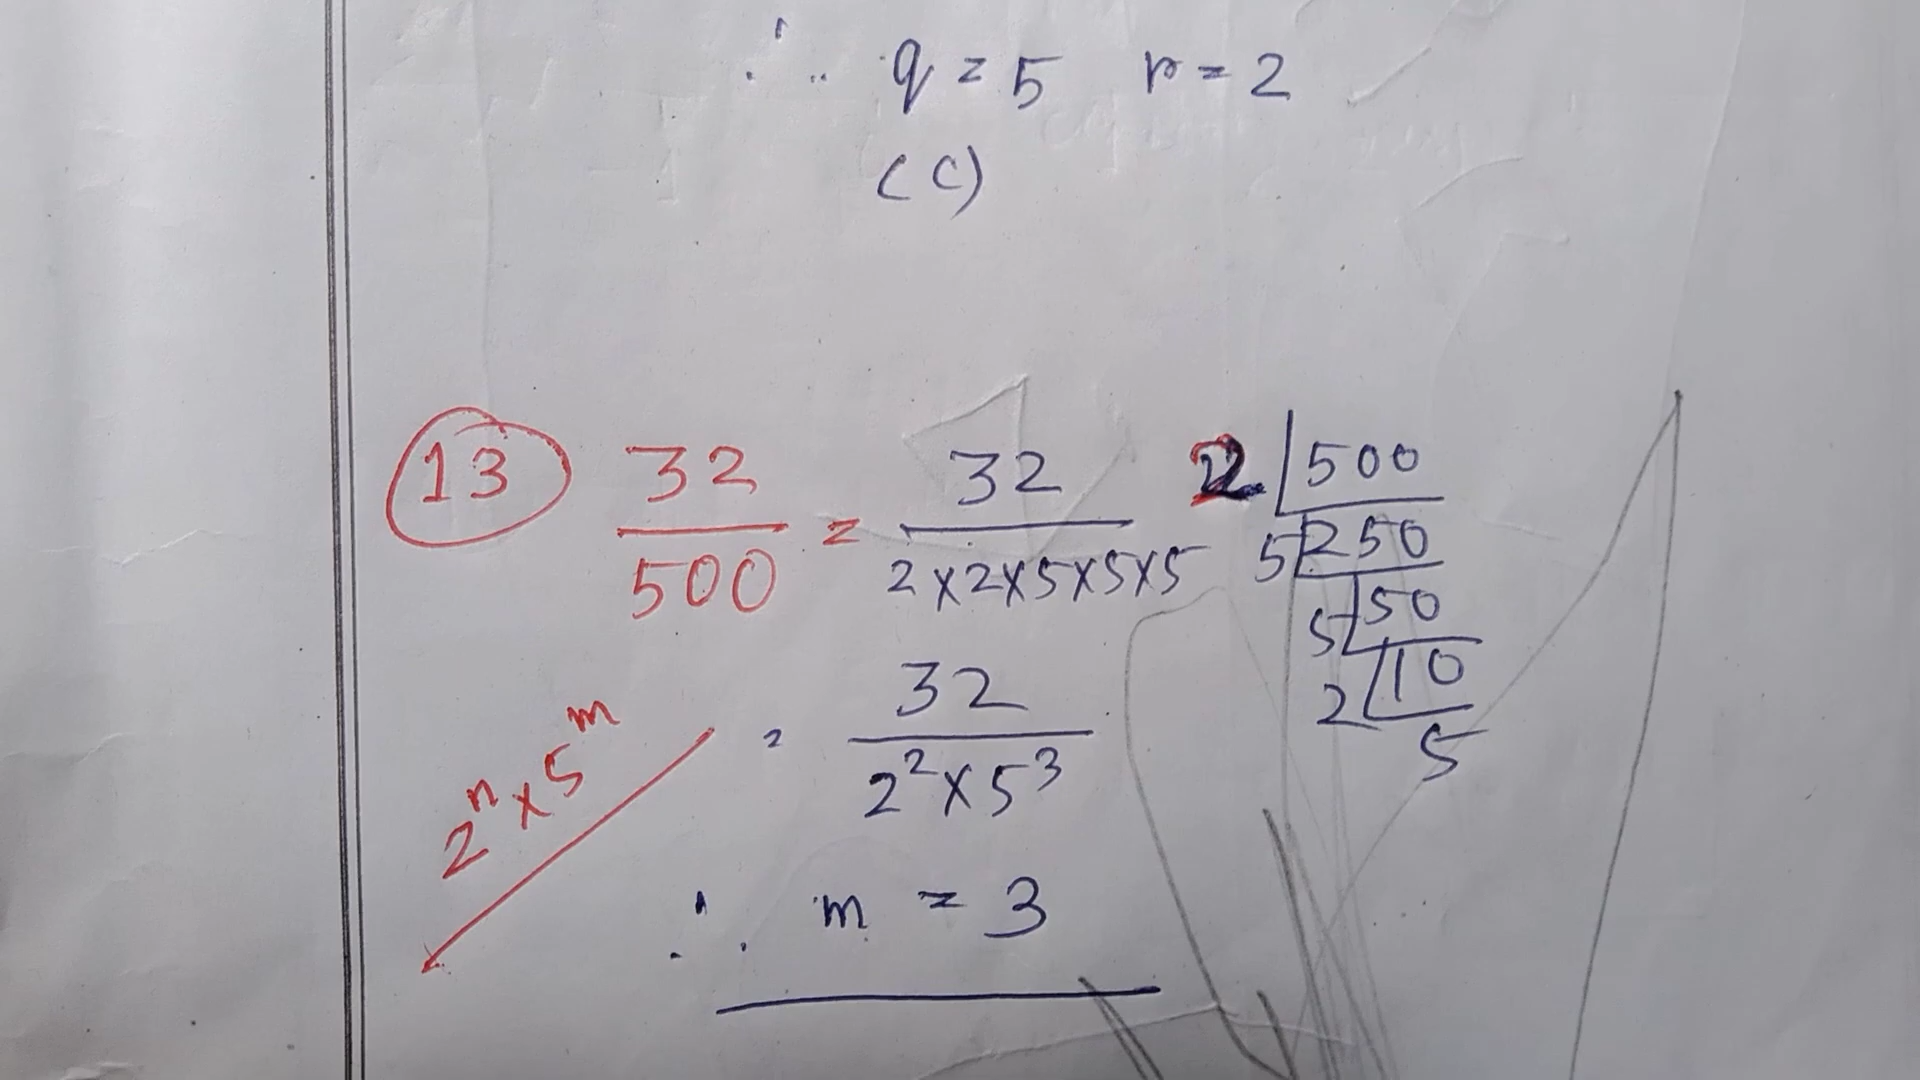 ∴ q = 5 r = 2
(c)
13 32/500 = 32/(2×2×5×5×5)
2 | 500
5 | 250
5 | 50
2 | 10
5
= 32/(2² × 5³)
2ⁿ × 5ᵐ
∴ m = 3